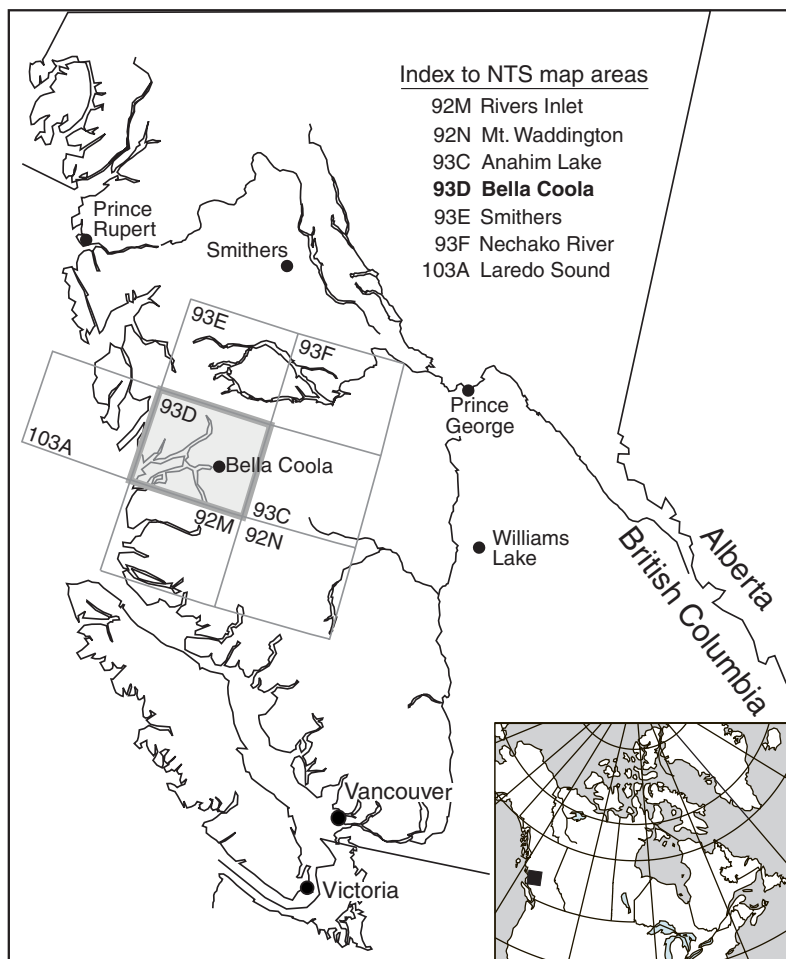 Index to NTS map areas
92M Rivers Inlet
92N Mt. Waddington
93C Anahim Lake
93D Bella Coola
93E Smithers
93F Nechako River
103A Laredo Sound
Prince
Rupert
Smithers
93E
93F
Prince
George
93D
103A
Bella Coola
92M
93C
92N
Williams
Lake
Alberta
British Columbia
Vancouver
Victoria